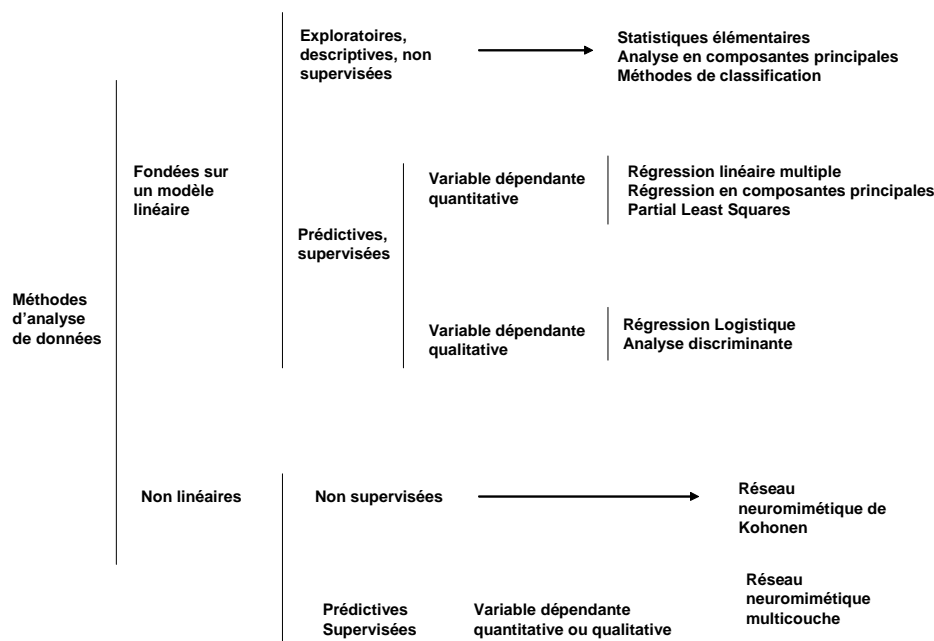 Exploratoires,
descriptives, non
supervisées
Statistiques élémentaires
Analyse en composantes principales
Méthodes de classification
Fondées sur
un modèle
linéaire
Variable dépendante
quantitative
Régression linéaire multiple
Régression en composantes principales
Partial Least Squares
Prédictives,
supervisées
Méthodes
d'analyse
de données
Variable dépendante
qualitative
Régression Logistique
Analyse discriminante
Non linéaires
Non supervisées
Réseau
neuromimétique de
Kohonen
Prédictives
Supervisées
Variable dépendante
quantitative ou qualitative
Réseau
neuromimétique
multicouche